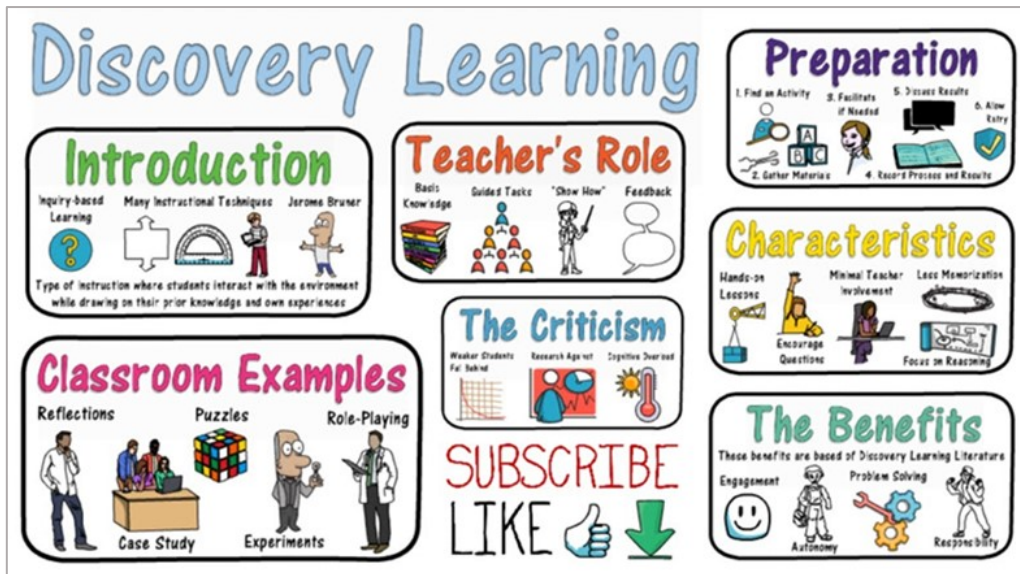 Discovery Learning
Introduction
Inquiry-based
Learning
Many Instructional Techniques
Jerome Bruner
Type of Instruction where students interact with the environment
while drawing on their prior knowledge and own experiences
Teacher's Role
Basis
Knowledge
Guided Tasks
"Show How"
Feedback
Preparation
1. Find an Activity
2. Gather Materials
3. Facilitate
if Needed
4. Record Process and Results
5. Discuss Results
6. Allow
Retry
A
B
C
Characteristics
Hands-on
Lessons
Encourage
Questions
Minimal Teacher
Involvement
Less Memorization
Focus on Reasoning
Classroom Examples
Reflections
Case Study
Puzzles
Experiments
Role-Playing
The Criticism
Weaker Students
Fall Behind
Research Against
Cognitive Overload
SUBSCRIBE
LIKE
The Benefits
These benefits are based of Discovery Learning Literature
Engagement
Autonomy
Problem Solving
Responsibility